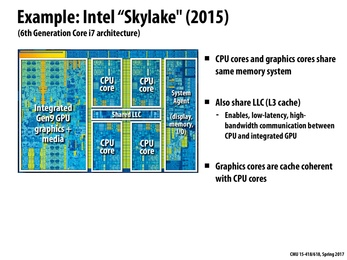 Example: Intel “Skylake" (2015)
(6th Generation Core i7 architecture)
CPU
core
CPU
core
Integrated
Gen9 GPU
graphics +
media
Shared LLC
System
Agent
(display,
memory,
I/O)
CPU
core
CPU
core
▪ CPU cores and graphics cores share
same memory system
▪ Also share LLC (L3 cache)
- Enables, low-latency, high-
bandwidth communication between
CPU and integrated GPU
▪ Graphics cores are cache coherent
with CPU cores
CMU 15-418/618, Spring 2017